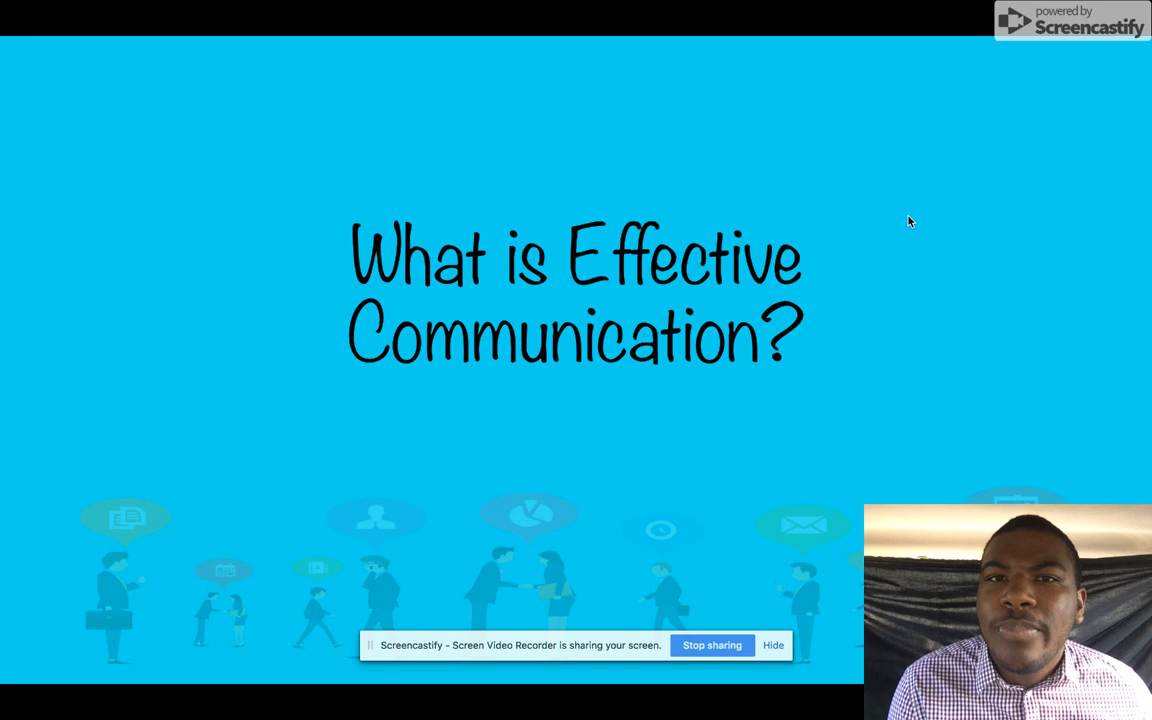 powered by
Screencastify
What is Effective
Communication?
Screencastify - Screen Video Recorder is sharing your screen.
Stop sharing
Hide